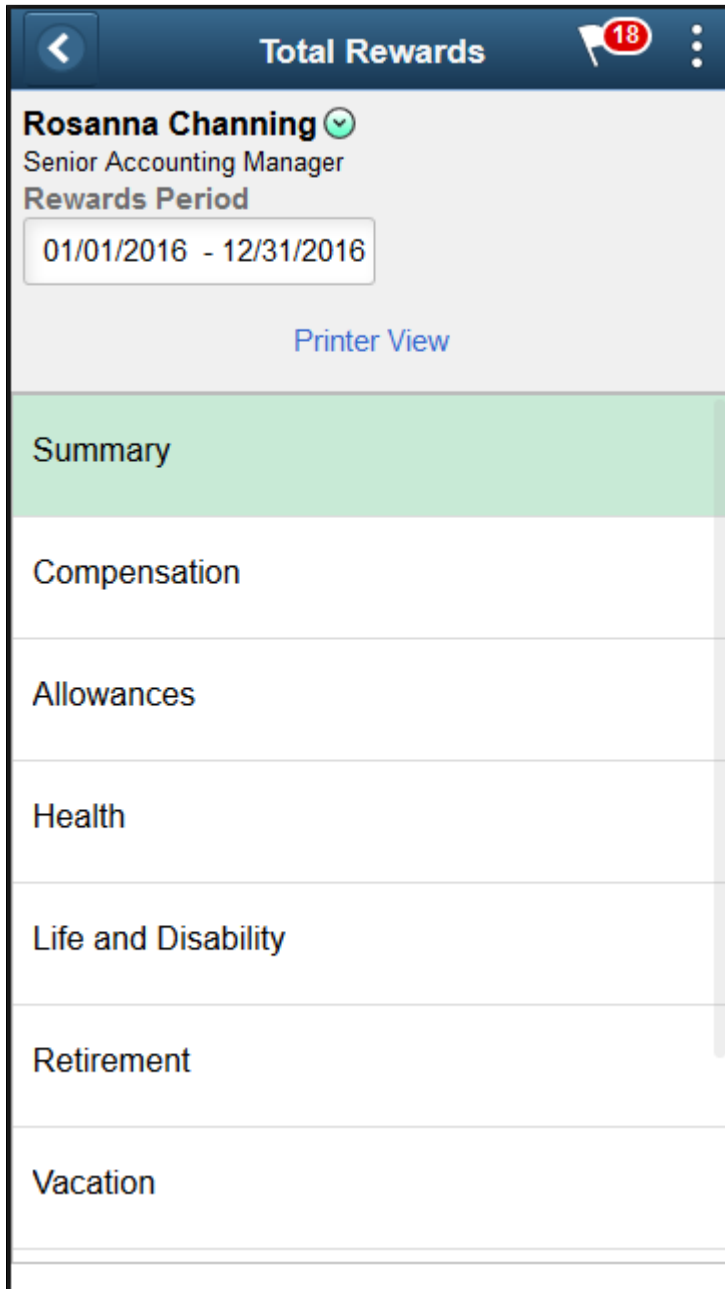 Total Rewards
18
Rosanna Channing
Senior Accounting Manager
Rewards Period
01/01/2016 - 12/31/2016
Printer View
Summary
Compensation
Allowances
Health
Life and Disability
Retirement
Vacation